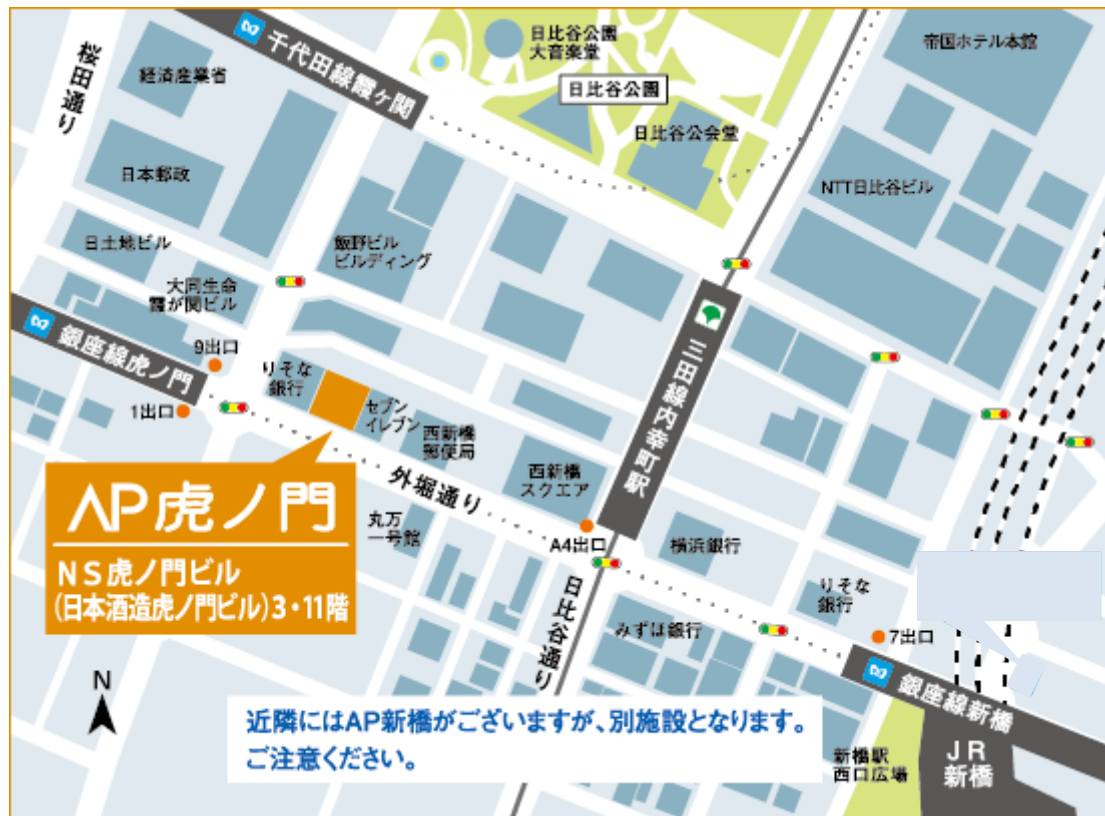 桜田通り
経済産業省
千代田線霞ヶ関
日比谷公園
大音楽堂
日比谷公園
日比谷公会堂
帝国ホテル本館
NTT日比谷ビル
日本郵政
日土地ビル
大同生命
霞が関ビル
飯野ビル
ビルディング
銀座線虎ノ門
9出口
1出口
りそな
銀行
セブン
イレブン
西新橋
郵便局
三田線内幸町駅
西新橋
スクエア
外堀通り
丸万
一号館
A4出口
横浜銀行
AP虎ノ門
NS虎ノ門ビル
(日本酒造虎ノ門ビル)3・11階
日比谷通り
みずほ銀行
りそな
銀行
7出口
銀座線新橋
N
近隣にはAP新橋がございますが、別施設となります。
ご注意ください。
新橋駅
西口広場
JR
新橋